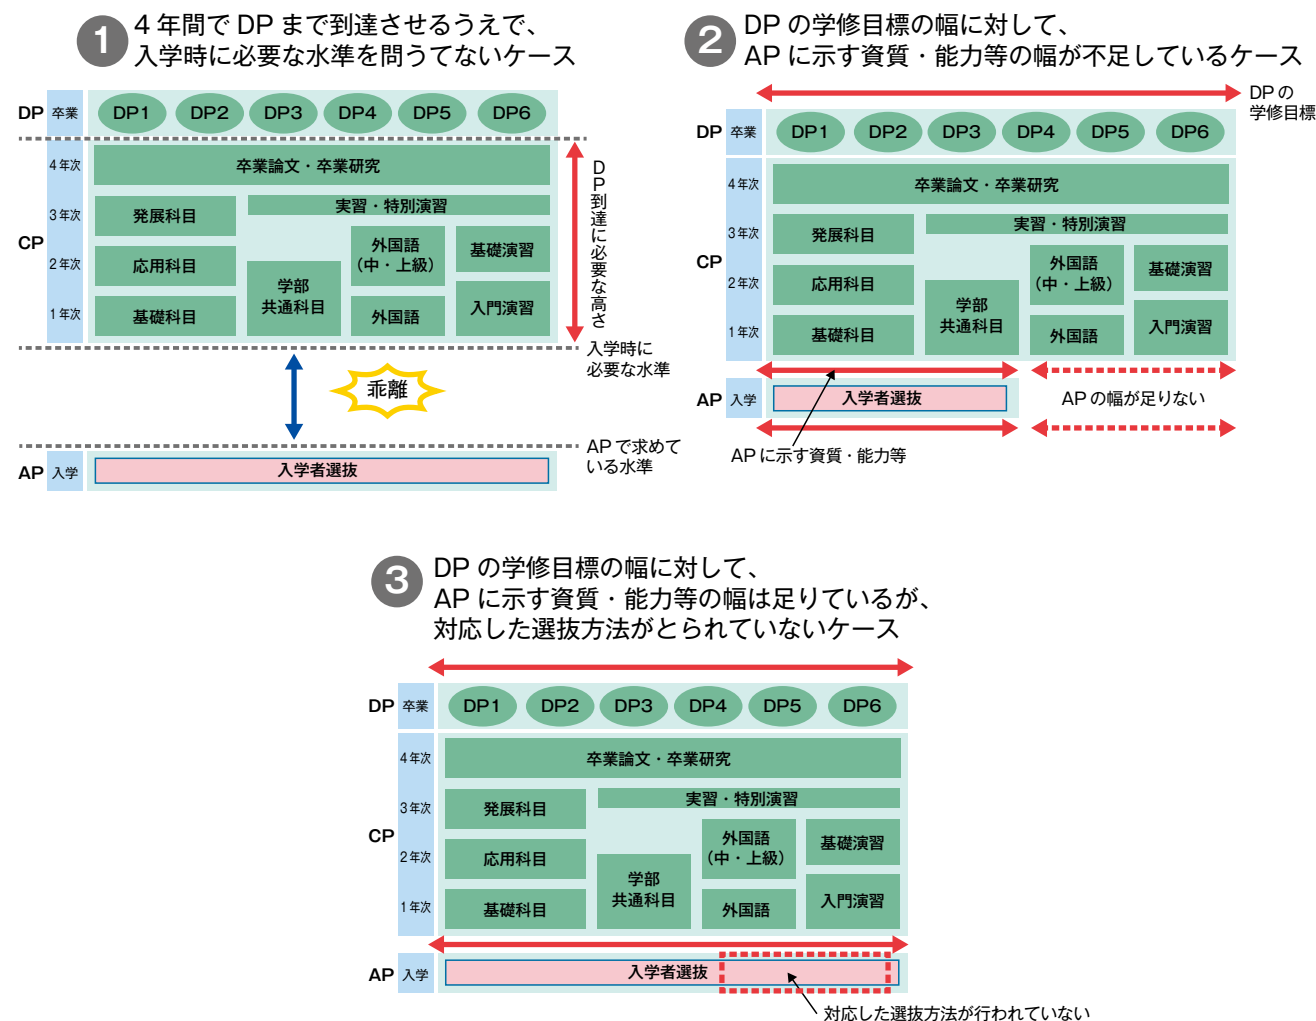 1
4 年間で DP まで到達させるうえで、
入学時に必要な水準を問うてないケース
DP 卒業 DP1 DP2 DP3 DP4 DP5 DP6
4 年次 卒業論文・卒業研究
3 年次 発展科目 実習・特別演習
CP
2 年次 応用科目 学部共通科目 外国語（中・上級） 基礎演習
1 年次 基礎科目 外国語 入門演習
DP到達に必要な高さ
入学時に
必要な水準
乖離
AP で求めて
いる水準
AP 入学 入学者選抜
2
DP の学修目標の幅に対して、
AP に示す資質・能力等の幅が不足しているケース
DP の
学修目標
DP 卒業 DP1 DP2 DP3 DP4 DP5 DP6
4 年次 卒業論文・卒業研究
3 年次 発展科目 実習・特別演習
CP
2 年次 応用科目 学部共通科目 外国語（中・上級） 基礎演習
1 年次 基礎科目 外国語 入門演習
AP 入学 入学者選抜 AP の幅が足りない
AP に示す資質・能力等
3
DP の学修目標の幅に対して、
AP に示す資質・能力等の幅は足りているが、
対応した選抜方法がとられていないケース
DP 卒業 DP1 DP2 DP3 DP4 DP5 DP6
4 年次 卒業論文・卒業研究
3 年次 発展科目 実習・特別演習
CP
2 年次 応用科目 学部共通科目 外国語（中・上級） 基礎演習
1 年次 基礎科目 外国語 入門演習
AP 入学 入学者選抜
対応した選抜方法が行われていない